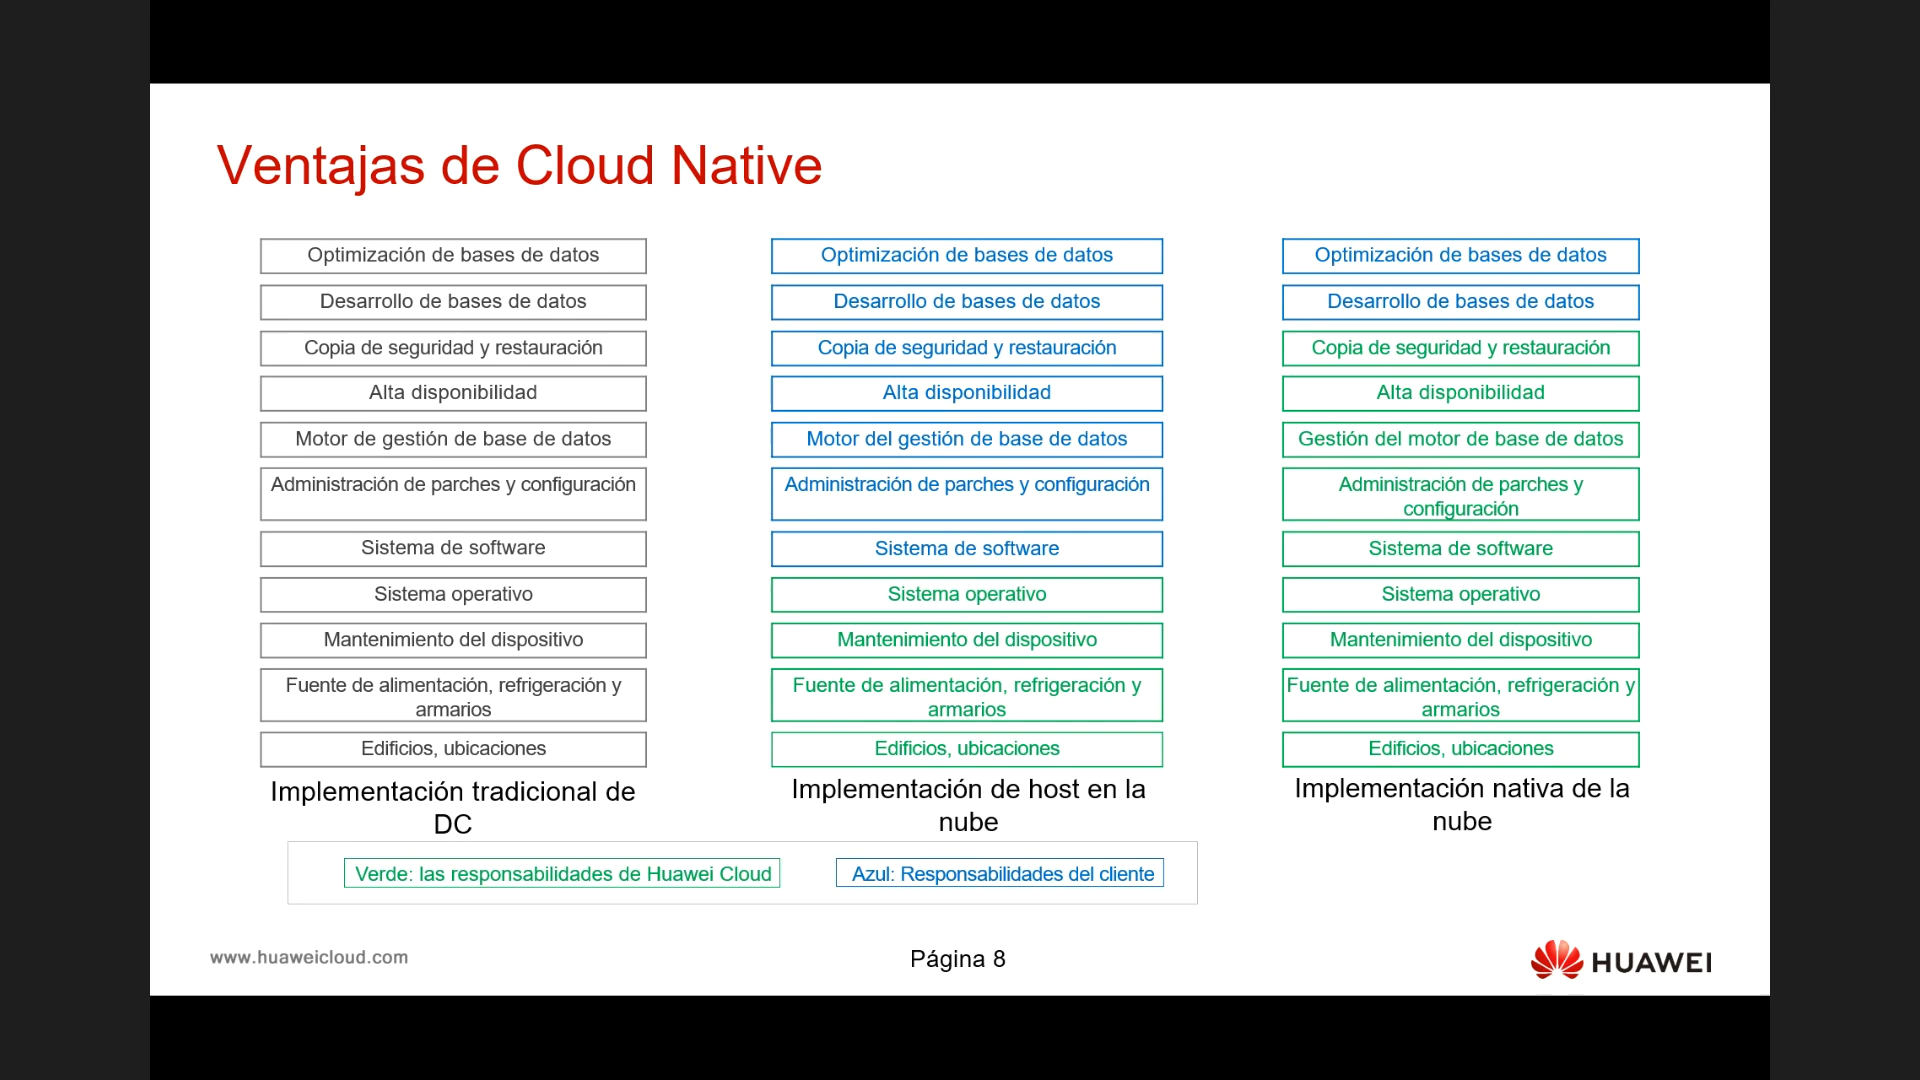 Ventajas de Cloud Native
Optimización de bases de datos
Desarrollo de bases de datos
Copia de seguridad y restauración
Alta disponibilidad
Motor de gestión de base de datos
Administración de parches y configuración
Sistema de software
Sistema operativo
Mantenimiento del dispositivo
Fuente de alimentación, refrigeración y
armarios
Edificios, ubicaciones
Implementación tradicional de
DC
Optimización de bases de datos
Desarrollo de bases de datos
Copia de seguridad y restauración
Alta disponibilidad
Motor del gestión de base de datos
Administración de parches y configuración
Sistema de software
Sistema operativo
Mantenimiento del dispositivo
Fuente de alimentación, refrigeración y
armarios
Edificios, ubicaciones
Implementación de host en la
nube
Optimización de bases de datos
Desarrollo de bases de datos
Copia de seguridad y restauración
Alta disponibilidad
Gestión del motor de base de datos
Administración de parches y
configuración
Sistema de software
Sistema operativo
Mantenimiento del dispositivo
Fuente de alimentación, refrigeración y
armarios
Edificios, ubicaciones
Implementación nativa de la
nube
Verde: las responsabilidades de Huawei Cloud
Azul: Responsabilidades del cliente
www.huaweicloud.com
Página 8
HUAWEI